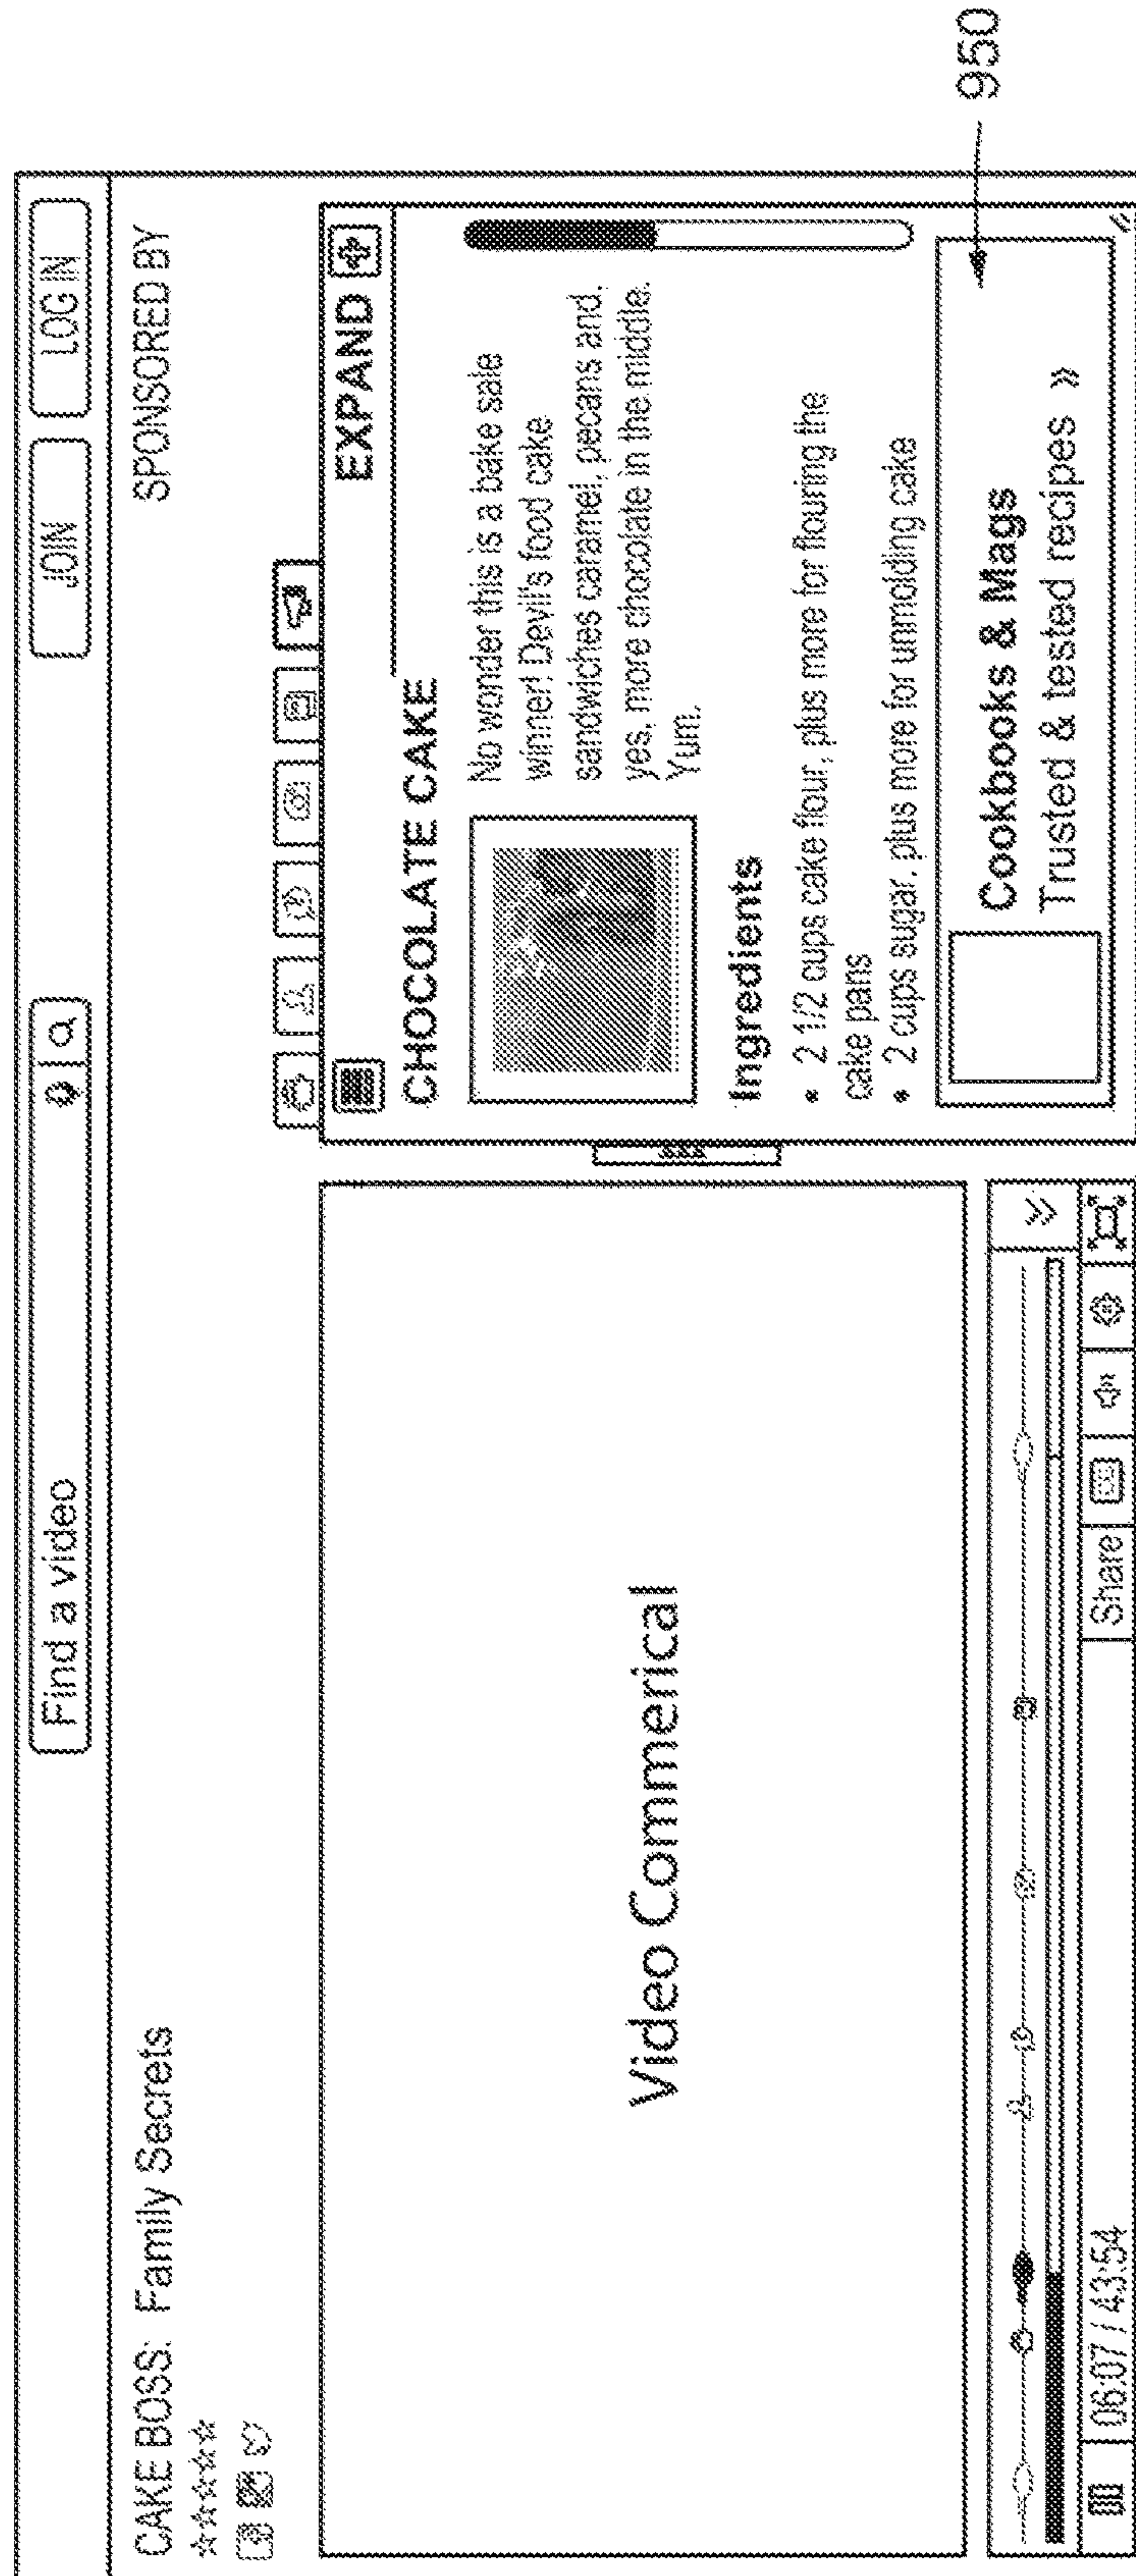 Find a video
JOIN
LOG IN
CAKE BOSS: Family Secrets
SPONSORED BY
EXPAND
CHOCOLATE CAKE
No wonder this is a bake sale
winner! Devil's food cake
sandwiches caramel, pecans and,
yes, more chocolate in the middle.
Yum.
Ingredients
• 2 1/2 cups cake flour, plus more for flouring the
cake pans
• 2 cups sugar, plus more for unmolding cake
Cookbooks & Mags
Trusted & tested recipes »
950
Video Commerical
06:07 / 43:54
Share
CC